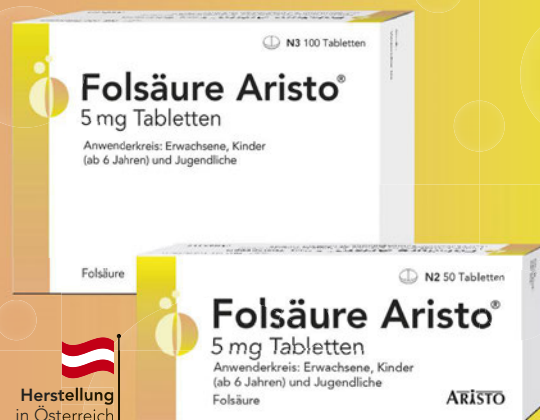 N3 100 Tabletten
Folsäure Aristo®
5 mg Tabletten
Anwenderkreis: Erwachsene, Kinder
(ab 6 Jahren) und Jugendliche
Folsäure
N2 50 Tabletten
Folsäure Aristo®
5 mg Tabletten
Anwenderkreis: Erwachsene, Kinder
(ab 6 Jahren) und Jugendliche
Folsäure
ARISTO
Herstellung
in Österreich